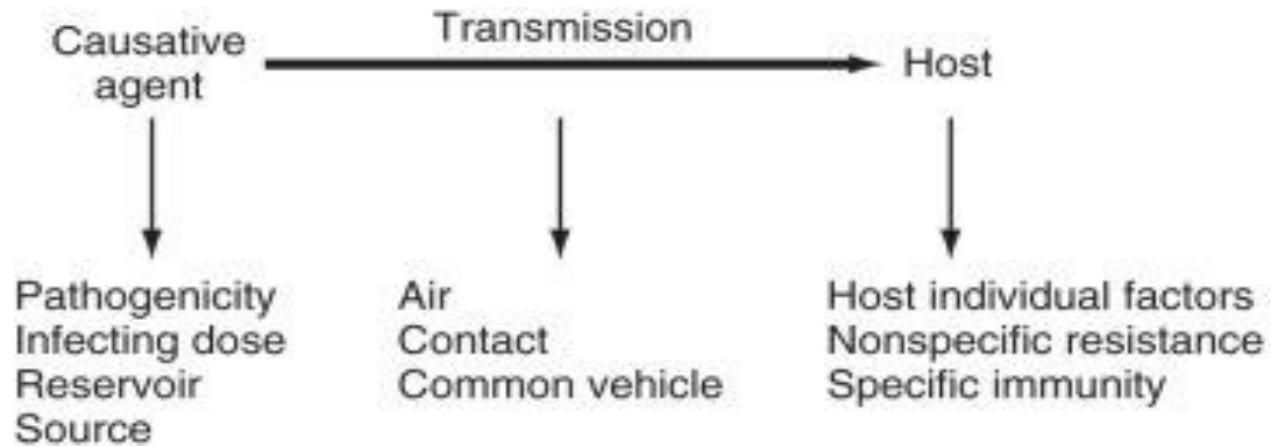 Causative
agent
Transmission
Host
Pathogenicity
Infecting dose
Reservoir
Source
Air
Contact
Common vehicle
Host individual factors
Nonspecific resistance
Specific immunity